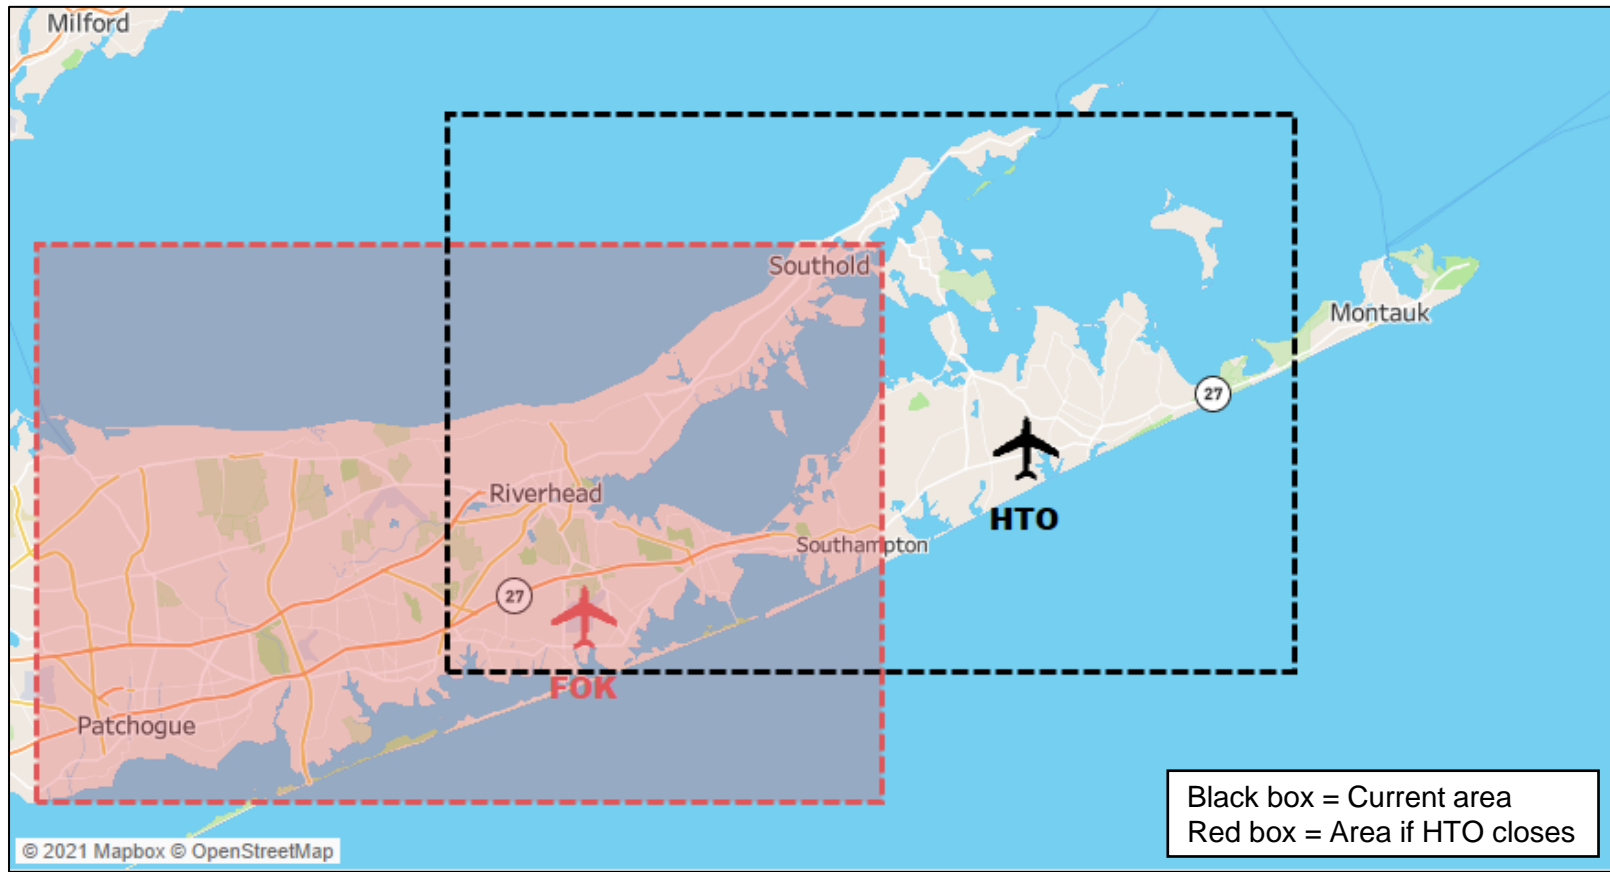 Milford
Southold
Montauk
27
HTO
Riverhead
Southampton
27
FOK
Patchogue
Black box = Current area
Red box = Area if HTO closes
© 2021 Mapbox © OpenStreetMap